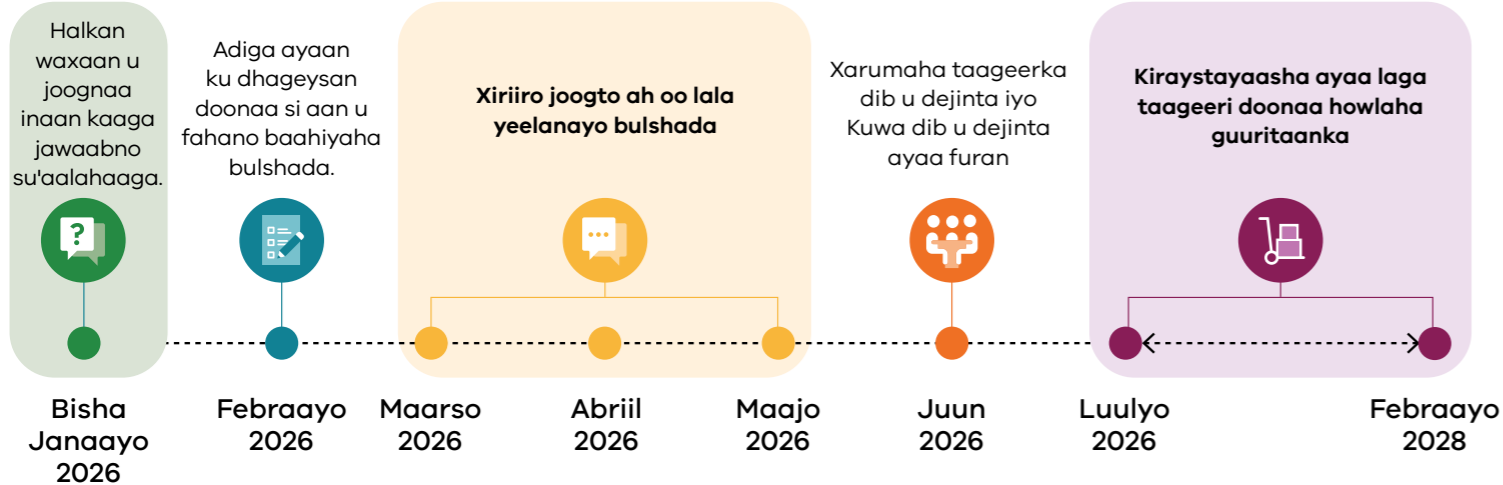 Halkan
waxaan u
joognaa
inaan kaaga
jawaabno
su'aalahaaga.
Adiga ayaan
ku dhageysan
doonaa si aan u
fahano baahiyaha
bulshada.
Xiriiro joogto ah oo lala
yeelanayo bulshada
Xarumaha taageerka
dib u dejinta iyo
Kuwa dib u dejinta
ayaa furan
Kiraystayaasha ayaa laga
taageeri doonaa howlaha
guuritaanka
?
Bisha
Janaayo
2026
Febraayo
2026
Maarso
2026
Abriil
2026
Maajo
2026
Juun
2026
Luulyo
2026
Febraayo
2028